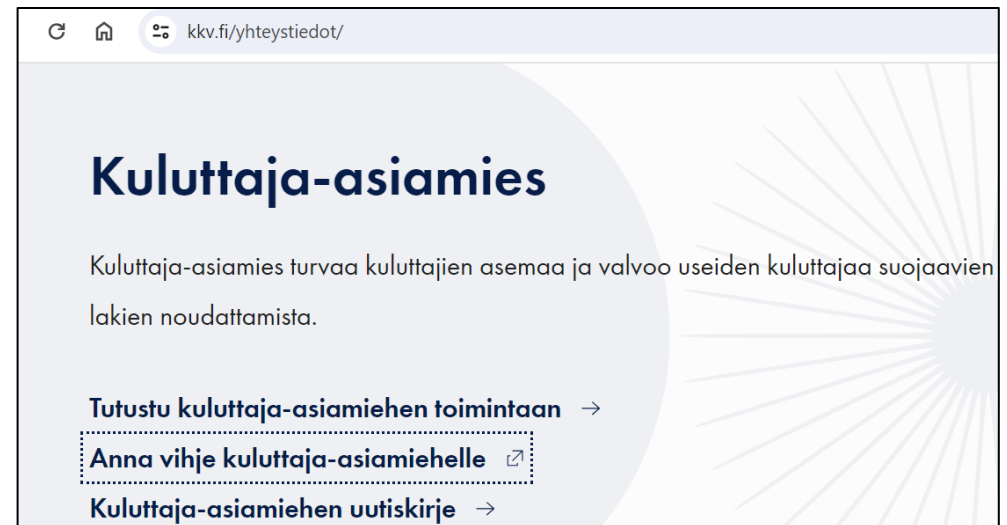 kkv.fi/yhteystiedot/
Kuluttaja-asiamies
Kuluttaja-asiamies turvaa kuluttajien asemaa ja valvoo useiden kuluttajaa suojaavien
lakien noudattamista.
Tutustu kuluttaja-asiamiehen toimintaan
Anna vihje kuluttaja-asiamiehelle
Kuluttaja-asiamiehen uutiskirje